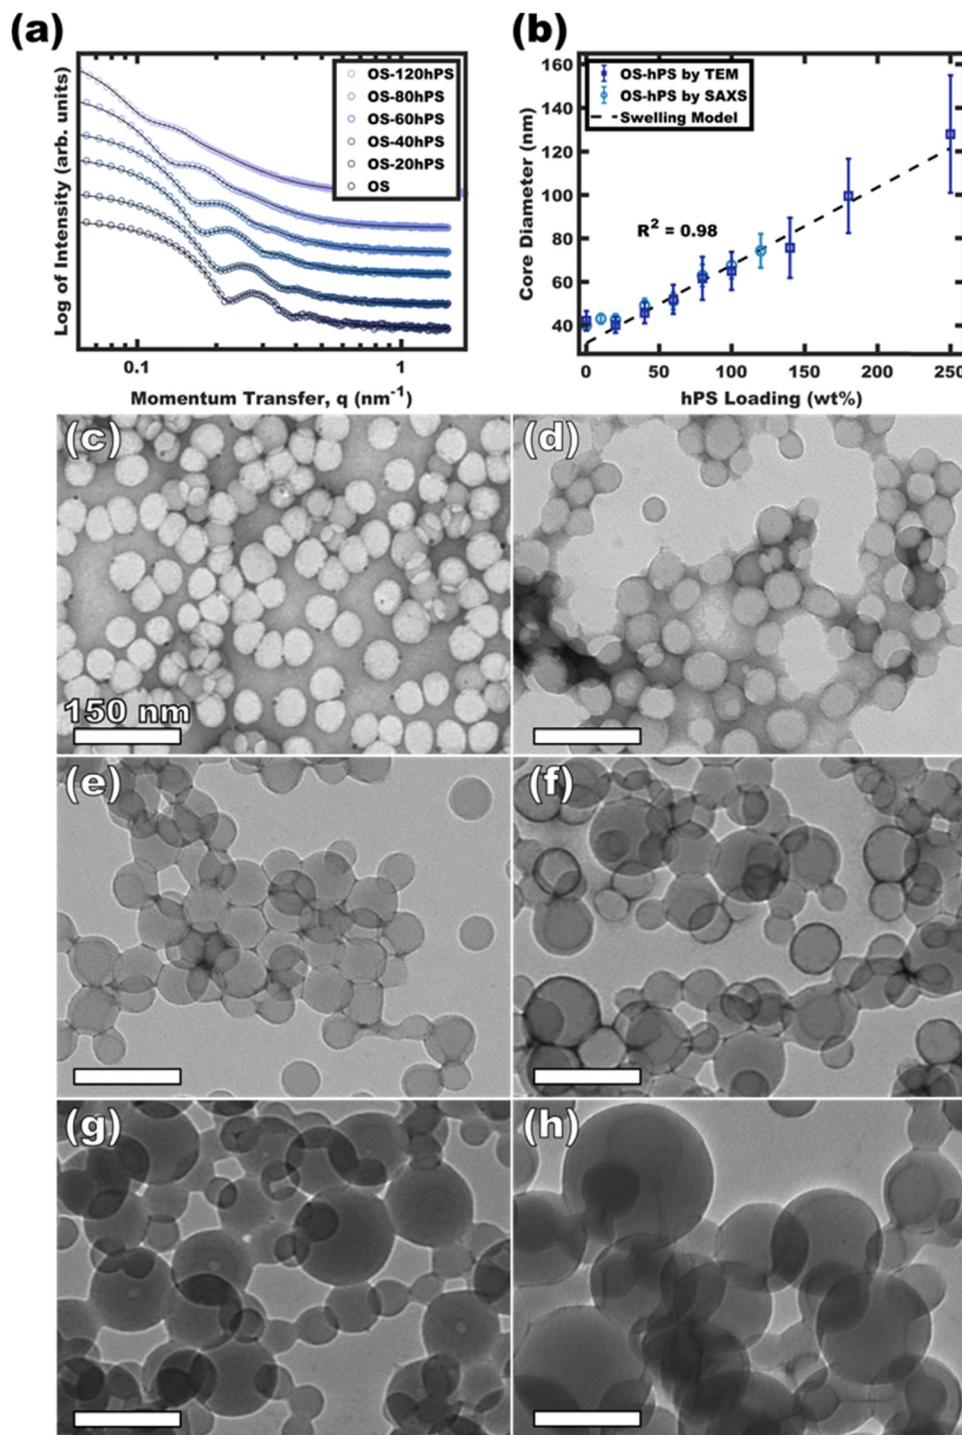 (a)
Log of Intensity (arb. units)
OS-120hPS
OS-80hPS
OS-60hPS
OS-40hPS
OS-20hPS
OS
0.1
1
Momentum Transfer, q (nm⁻¹)
(b)
Core Diameter (nm)
160
140
120
100
80
60
40
OS-hPS by TEM
OS-hPS by SAXS
Swelling Model
R² = 0.98
0
50
100
150
200
250
hPS Loading (wt%)
(c)
150 nm
(d)
(e)
(f)
(g)
(h)